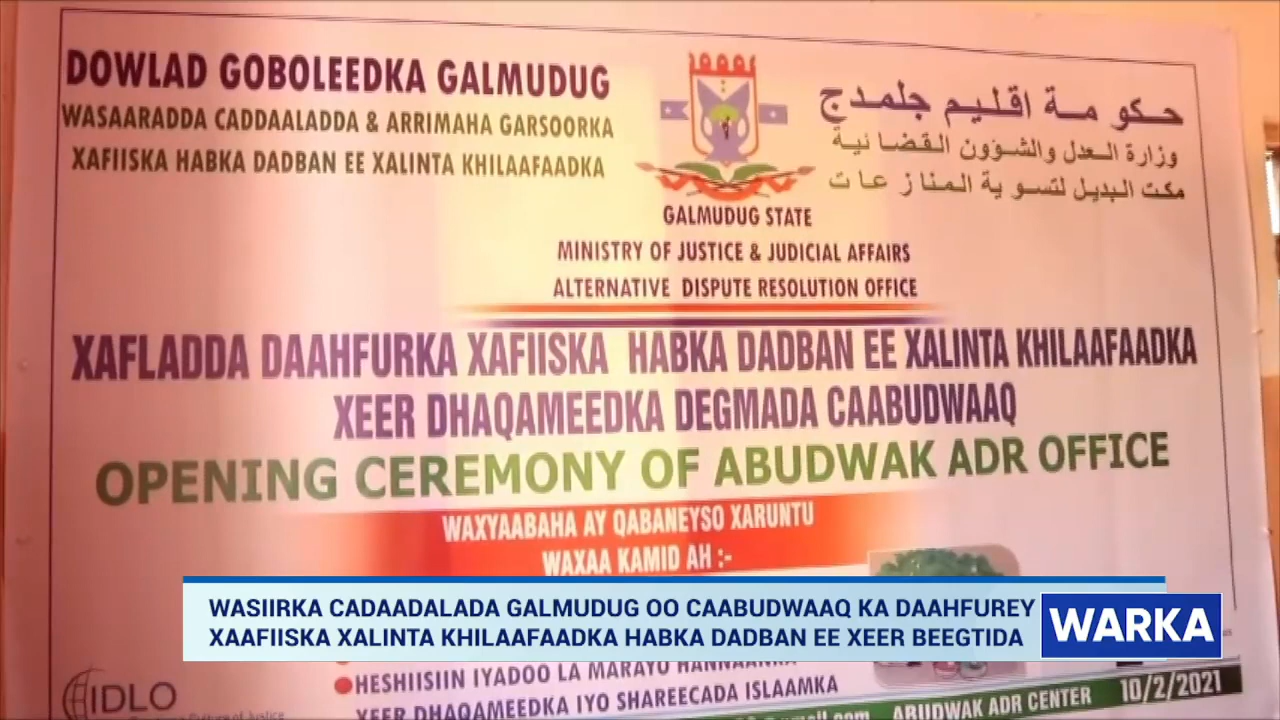 DOWLAD GOBOLEEDKA GALMUDUG
WASAARADDA CADDAALADDA & ARRIMAHA GARSOORKA
XAFIISKA HABKA DADBAN EE XALINTA KHILAAFAADKA
حكومة اقليم جلمدج
وزارة العدل والشؤون القضائية
مكت البديل لتسوية المنازعات
GALMUDUG STATE
MINISTRY OF JUSTICE & JUDICIAL AFFAIRS
ALTERNATIVE DISPUTE RESOLUTION OFFICE
XAFLADDA DAAHFURKA XAFIISKA HABKA DADBAN EE XALINTA KHILAAFAADKA
XEER DHAQAMEEDKA DEGMADA CAABUDWAAQ
OPENING CEREMONY OF ABUDWAK ADR OFFICE
WAXYAABAHA AY QABANEYSO XARUNTU
WAXAA KAMID AH :-
WASIIRKA CADAADALADA GALMUDUG OO CAABUDWAAQ KA DAAHFUREY
XAAFIISKA XALINTA KHILAAFAADKA HABKA DADBAN EE XEER BEEGTIDA
WARKA
HESHIISIIN IYADOO LA MARAYO
XEER DHAQAMEEDKA IYO SHAREECADA ISLAAMKA
IDLO
ABUDWAK ADR CENTER 10/2/2021